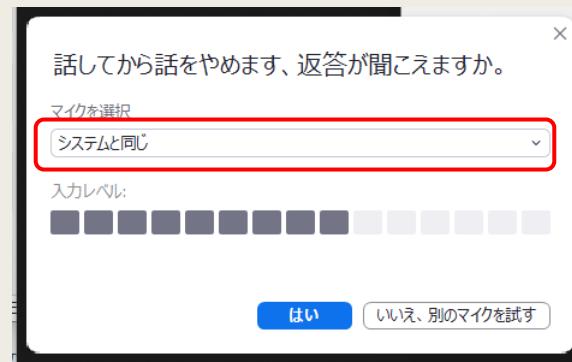 話してから話をやめます、返答が聞こえますか。
マイクを選択
システムと同じ
入力レベル:
はい
いいえ、別のマイクを試す